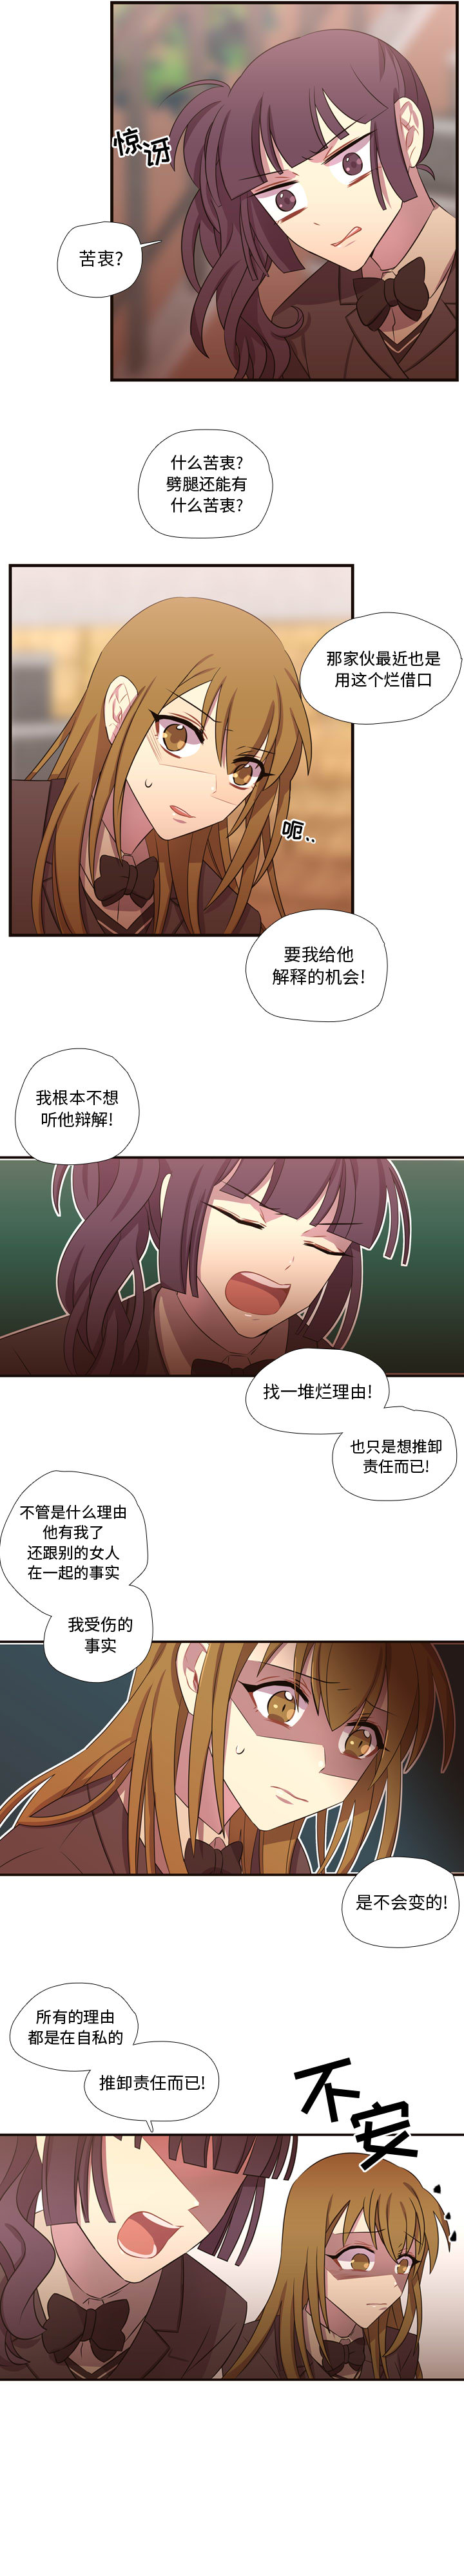 惊讶
苦衷?
什么苦衷?
劈腿还能有
什么苦衷?
那家伙最近也是
用这个烂借口
呃..
要我给他
解释的机会!
我根本不想
听他辩解!
找一堆烂理由!
也只是想推卸
责任而已!
不管是什么理由
他有我了
还跟别的女人
在一起的事实
我受伤的
事实
是不会变的!
所有的理由
都是在自私的
推卸责任而已!
不安